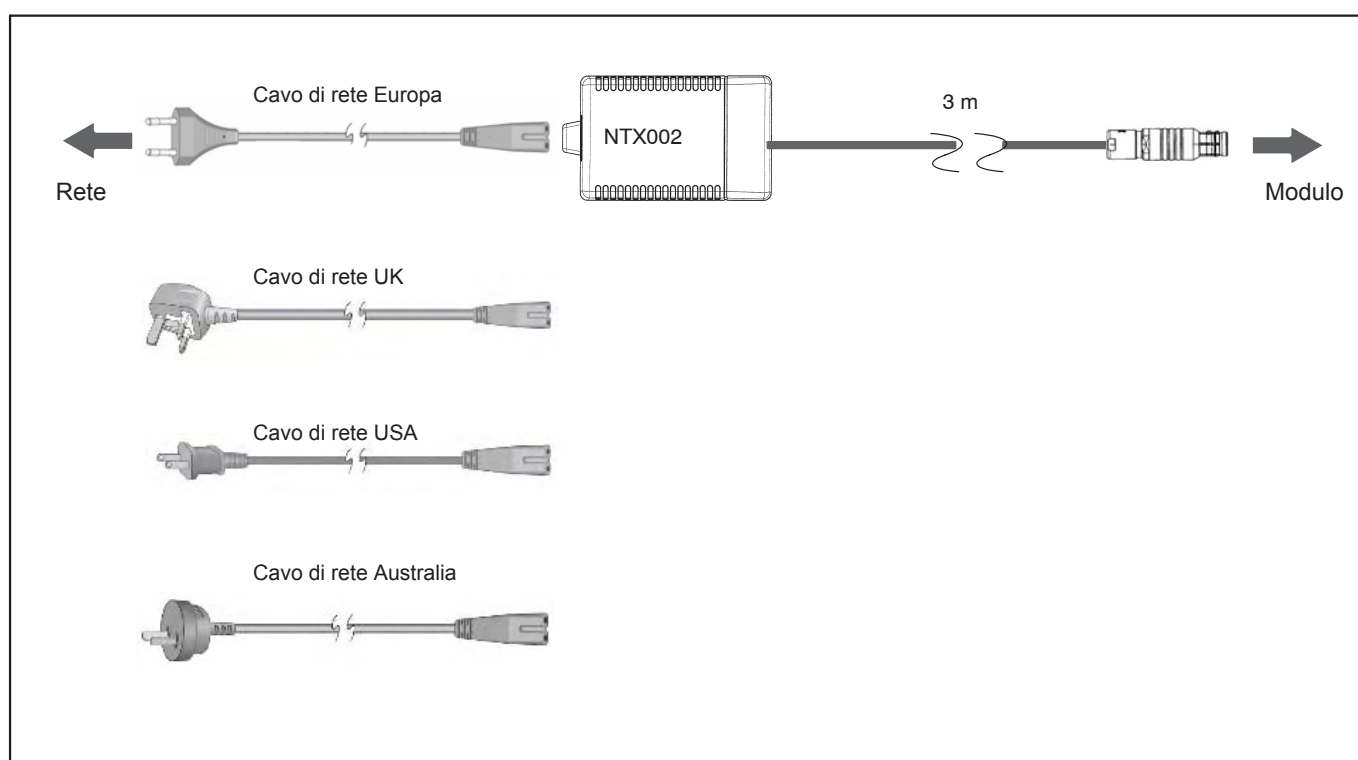 Cavo di rete Europa
NTX002
3 m
Rete
Modulo
Cavo di rete UK
Cavo di rete USA
Cavo di rete Australia